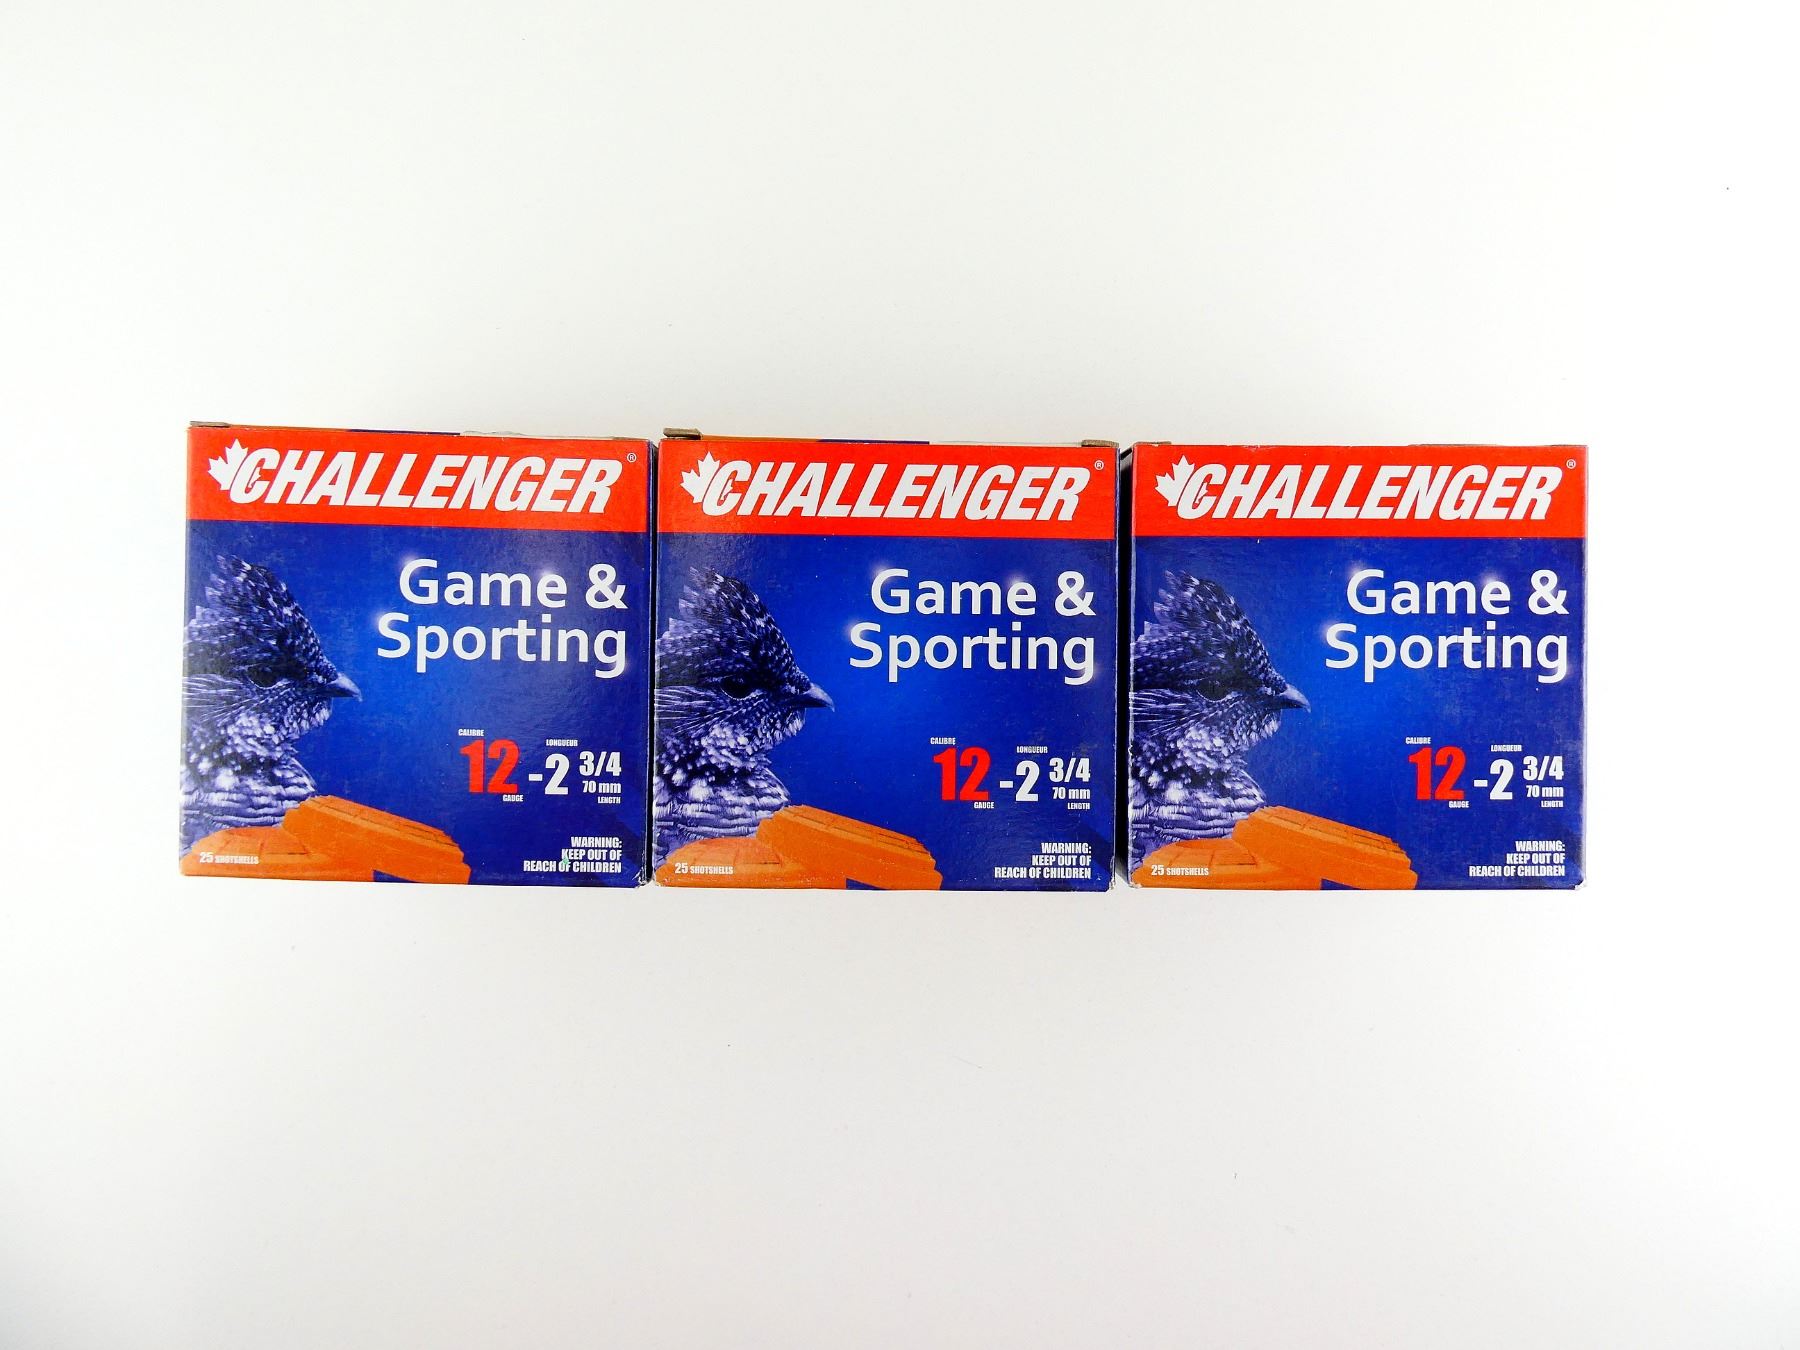 CHALLENGER®
Game &
Sporting
CALIBRE
LONGUEUR
12 -2 3/4
70 mm
GAUGE
LENGTH
WARNING:
KEEP OUT OF
REACH OF CHILDREN
25 SHOTSHELLS
CHALLENGER®
Game &
Sporting
CALIBRE
LONGUEUR
12 -2 3/4
70 mm
GAUGE
LENGTH
WARNING:
KEEP OUT OF
REACH OF CHILDREN
25 SHOTSHELLS
CHALLENGER®
Game &
Sporting
CALIBRE
LONGUEUR
12 -2 3/4
70 mm
GAUGE
LENGTH
WARNING:
KEEP OUT OF
REACH OF CHILDREN
25 SHOTSHELLS